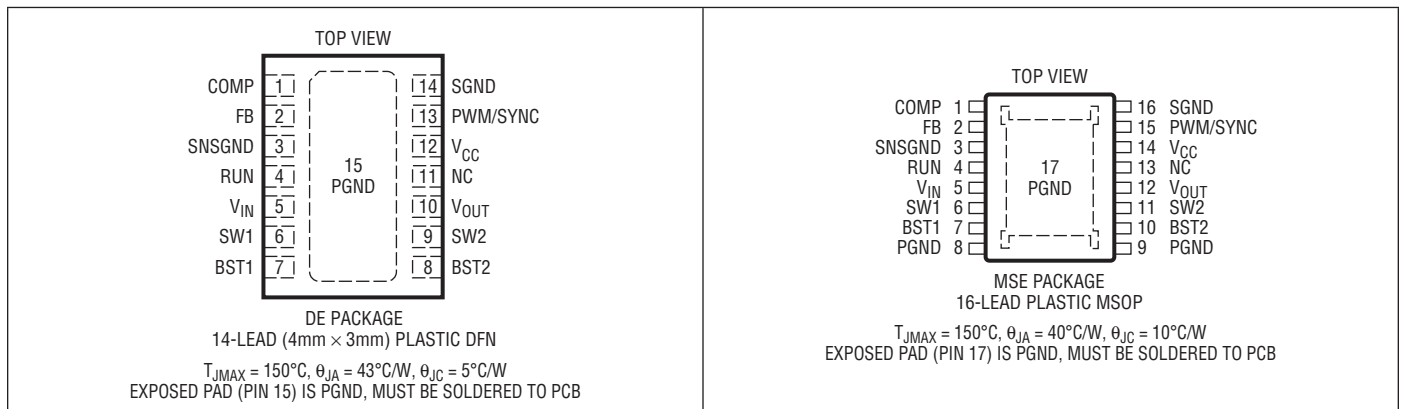 TOP VIEW
COMP 1
FB 2
SNSGND 3
RUN 4
VIN 5
SW1 6
BST1 7
15
PGND
14 SGND
13 PWM/SYNC
12 VCC
11 NC
10 VOUT
9 SW2
8 BST2
DE PACKAGE
14-LEAD (4mm × 3mm) PLASTIC DFN
TJMAX = 150°C, θJA = 43°C/W, θJC = 5°C/W
EXPOSED PAD (PIN 15) IS PGND, MUST BE SOLDERED TO PCB
TOP VIEW
COMP 1
FB 2
SNSGND 3
RUN 4
VIN 5
SW1 6
BST1 7
PGND 8
17
PGND
16 SGND
15 PWM/SYNC
14 VCC
13 NC
12 VOUT
11 SW2
10 BST2
9 PGND
MSE PACKAGE
16-LEAD PLASTIC MSOP
TJMAX = 150°C, θJA = 40°C/W, θJC = 10°C/W
EXPOSED PAD (PIN 17) IS PGND, MUST BE SOLDERED TO PCB